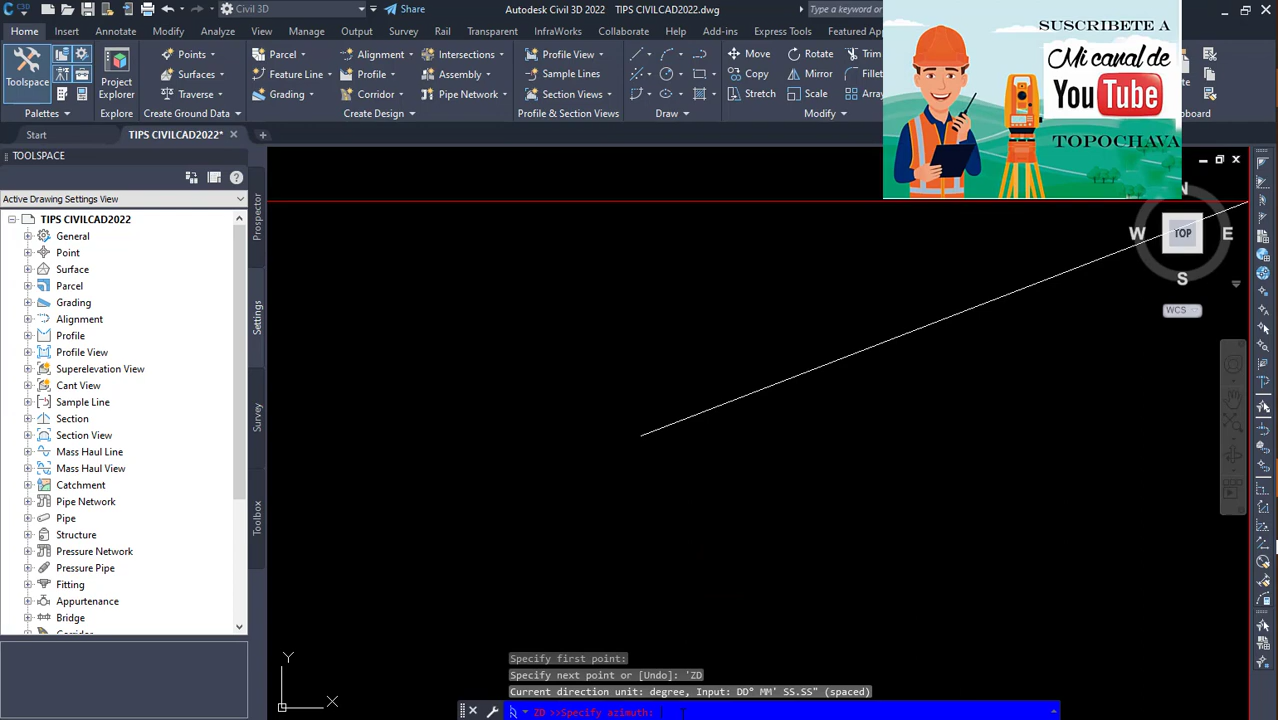 C3D
Civil 3D
Share
Autodesk Civil 3D 2022 TIPS CIVILCAD2022.dwg
Type a keyword or
Home Insert Annotate Modify Analyze View Manage Output Survey Rail Transparent InfraWorks Collaborate Help Add-ins Express Tools Featured App
Toolspace
Project Explorer
Points
Surfaces
Traverse
Parcel
Feature Line
Grading
Alignment
Profile
Corridor
Intersections
Assembly
Pipe Network
Profile View
Sample Lines
Section Views
Move
Copy
Stretch
Rotate
Mirror
Scale
Trim
Fillet
Array
Palettes
Explore
Create Ground Data
Create Design
Profile & Section Views
Draw
Modify
SUSCRIBETE A
Mi canal de
YouTube
TOPOCHAVA
Start
TIPS CIVILCAD2022*
TOOLSPACE
Active Drawing Settings View
TIPS CIVILCAD2022
General
Point
Surface
Parcel
Grading
Alignment
Profile
Profile View
Superelevation View
Cant View
Sample Line
Section
Section View
Mass Haul Line
Mass Haul View
Catchment
Pipe Network
Pipe
Structure
Pressure Network
Pressure Pipe
Fitting
Appurtenance
Bridge
Prospector
Settings
Survey
Toolbox
N
W
TOP
E
S
WCS
Y
X
Specify first point:
Specify next point or [Undo]: 'ZD
Current direction unit: degree, Input: DD° MM' SS.SS" (spaced)
ZD >>Specify azimuth: